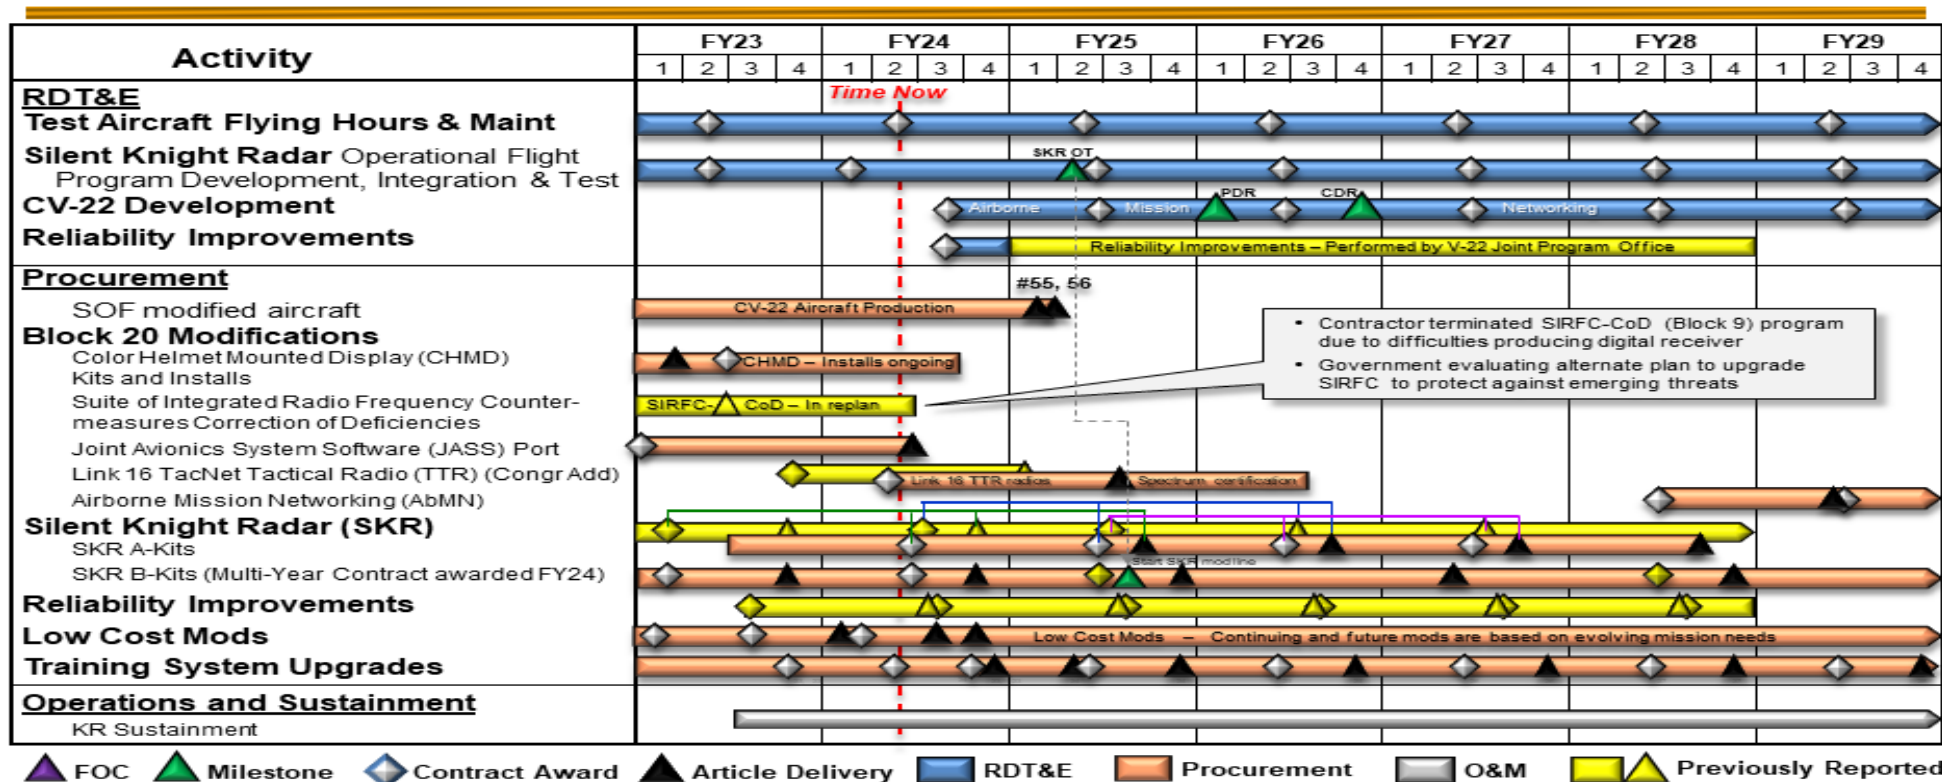 Activity
FY23 FY24 FY25 FY26 FY27 FY28 FY29
1 2 3 4 1 2 3 4 1 2 3 4 1 2 3 4 1 2 3 4 1 2 3 4 1 2 3 4
RDT&E
Time Now
Test Aircraft Flying Hours & Maint
Silent Knight Radar Operational Flight
Program Development, Integration & Test
SKR OT
CV-22 Development
Airborne Mission PDR CDR Networking
Reliability Improvements
Reliability Improvements – Performed by V-22 Joint Program Office
Procurement
#55, 56
SOF modified aircraft
CV-22 Aircraft Production
Block 20 Modifications
Color Helmet Mounted Display (CHMD)
Kits and Installs
CHMD – Installs ongoing
• Contractor terminated SIRFC-CoD (Block 9) program
due to difficulties producing digital receiver
• Government evaluating alternate plan to upgrade
SIRFC to protect against emerging threats
Suite of Integrated Radio Frequency Counter-
measures Correction of Deficiencies
SIRFC- CoD – In replan
Joint Avionics System Software (JASS) Port
Link 16 TacNet Tactical Radio (TTR) (Congr Add)
Link 16 TTR radios Spectrum certification
Airborne Mission Networking (AbMN)
Silent Knight Radar (SKR)
SKR A-Kits
Start SKR mod line
SKR B-Kits (Multi-Year Contract awarded FY24)
Reliability Improvements
Low Cost Mods
Low Cost Mods – Continuing and future mods are based on evolving mission needs
Training System Upgrades
Operations and Sustainment
KR Sustainment
FOC Milestone Contract Award Article Delivery RDT&E Procurement O&M Previously Reported